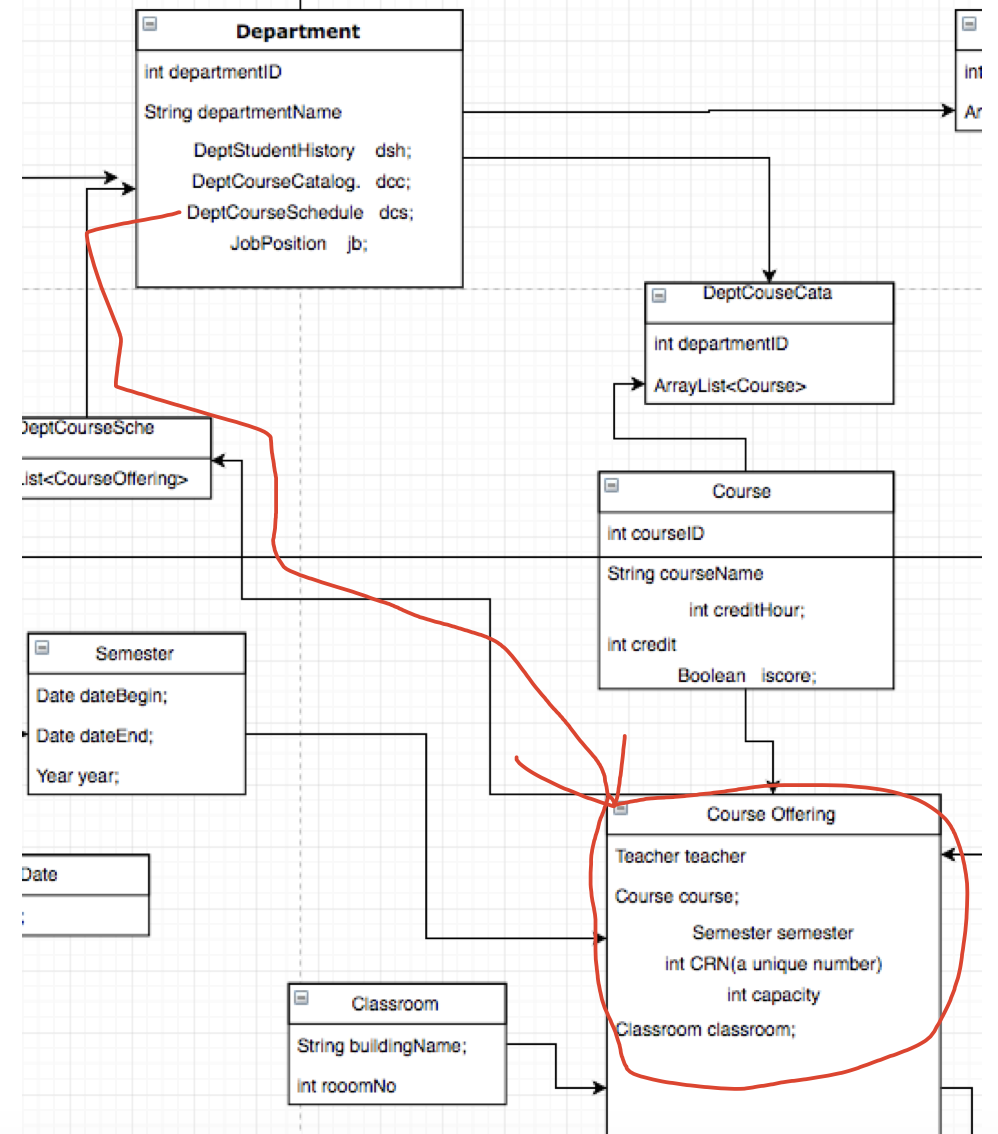 Department
int departmentID
String departmentName
DeptStudentHistory dsh;
DeptCourseCatalog. dcc;
DeptCourseSchedule dcs;
JobPosition jb;
int
Ar
DeptCouseCata
int departmentID
ArrayList<Course>
DeptCourseSche
ist<CourseOffering>
Course
int courseID
String courseName
int creditHour;
int credit
Boolean iscore;
Semester
Date dateBegin;
Date dateEnd;
Year year;
Date
;
Course Offering
Teacher teacher
Course course;
Semester semester
int CRN(a unique number)
int capacity
Classroom classroom;
Classroom
String buildingName;
int rooomNo